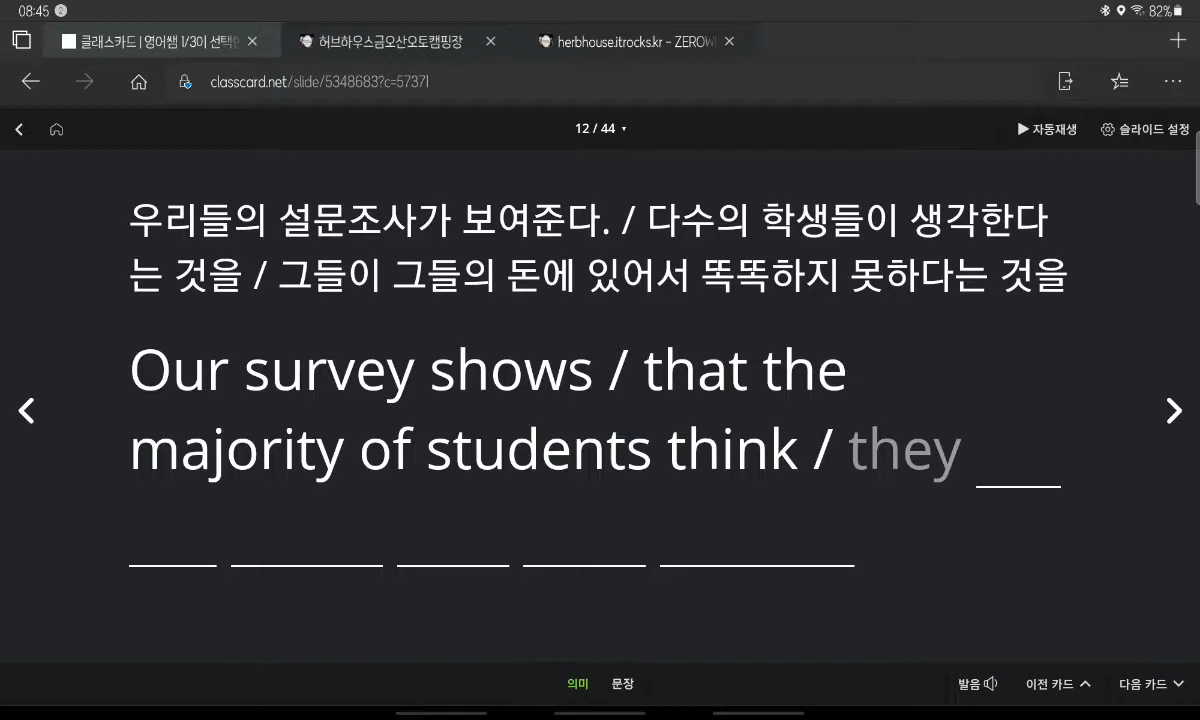 08:45 2 82%
클래스카드 | 영어쌤 1/3이 선택한
허브하우스금오산오토캠핑장
herbhouse.itrocks.kr - ZEROW
classcard.net/slide/5348683?c=57371
12 / 44
자동재생
슬라이드 설정
우리들의 설문조사가 보여준다. / 다수의 학생들이 생각한다
는 것을 / 그들이 그들의 돈에 있어서 똑똑하지 못하다는 것을
Our survey shows / that the
majority of students think / they
의미 문장
발음
이전 카드
다음 카드